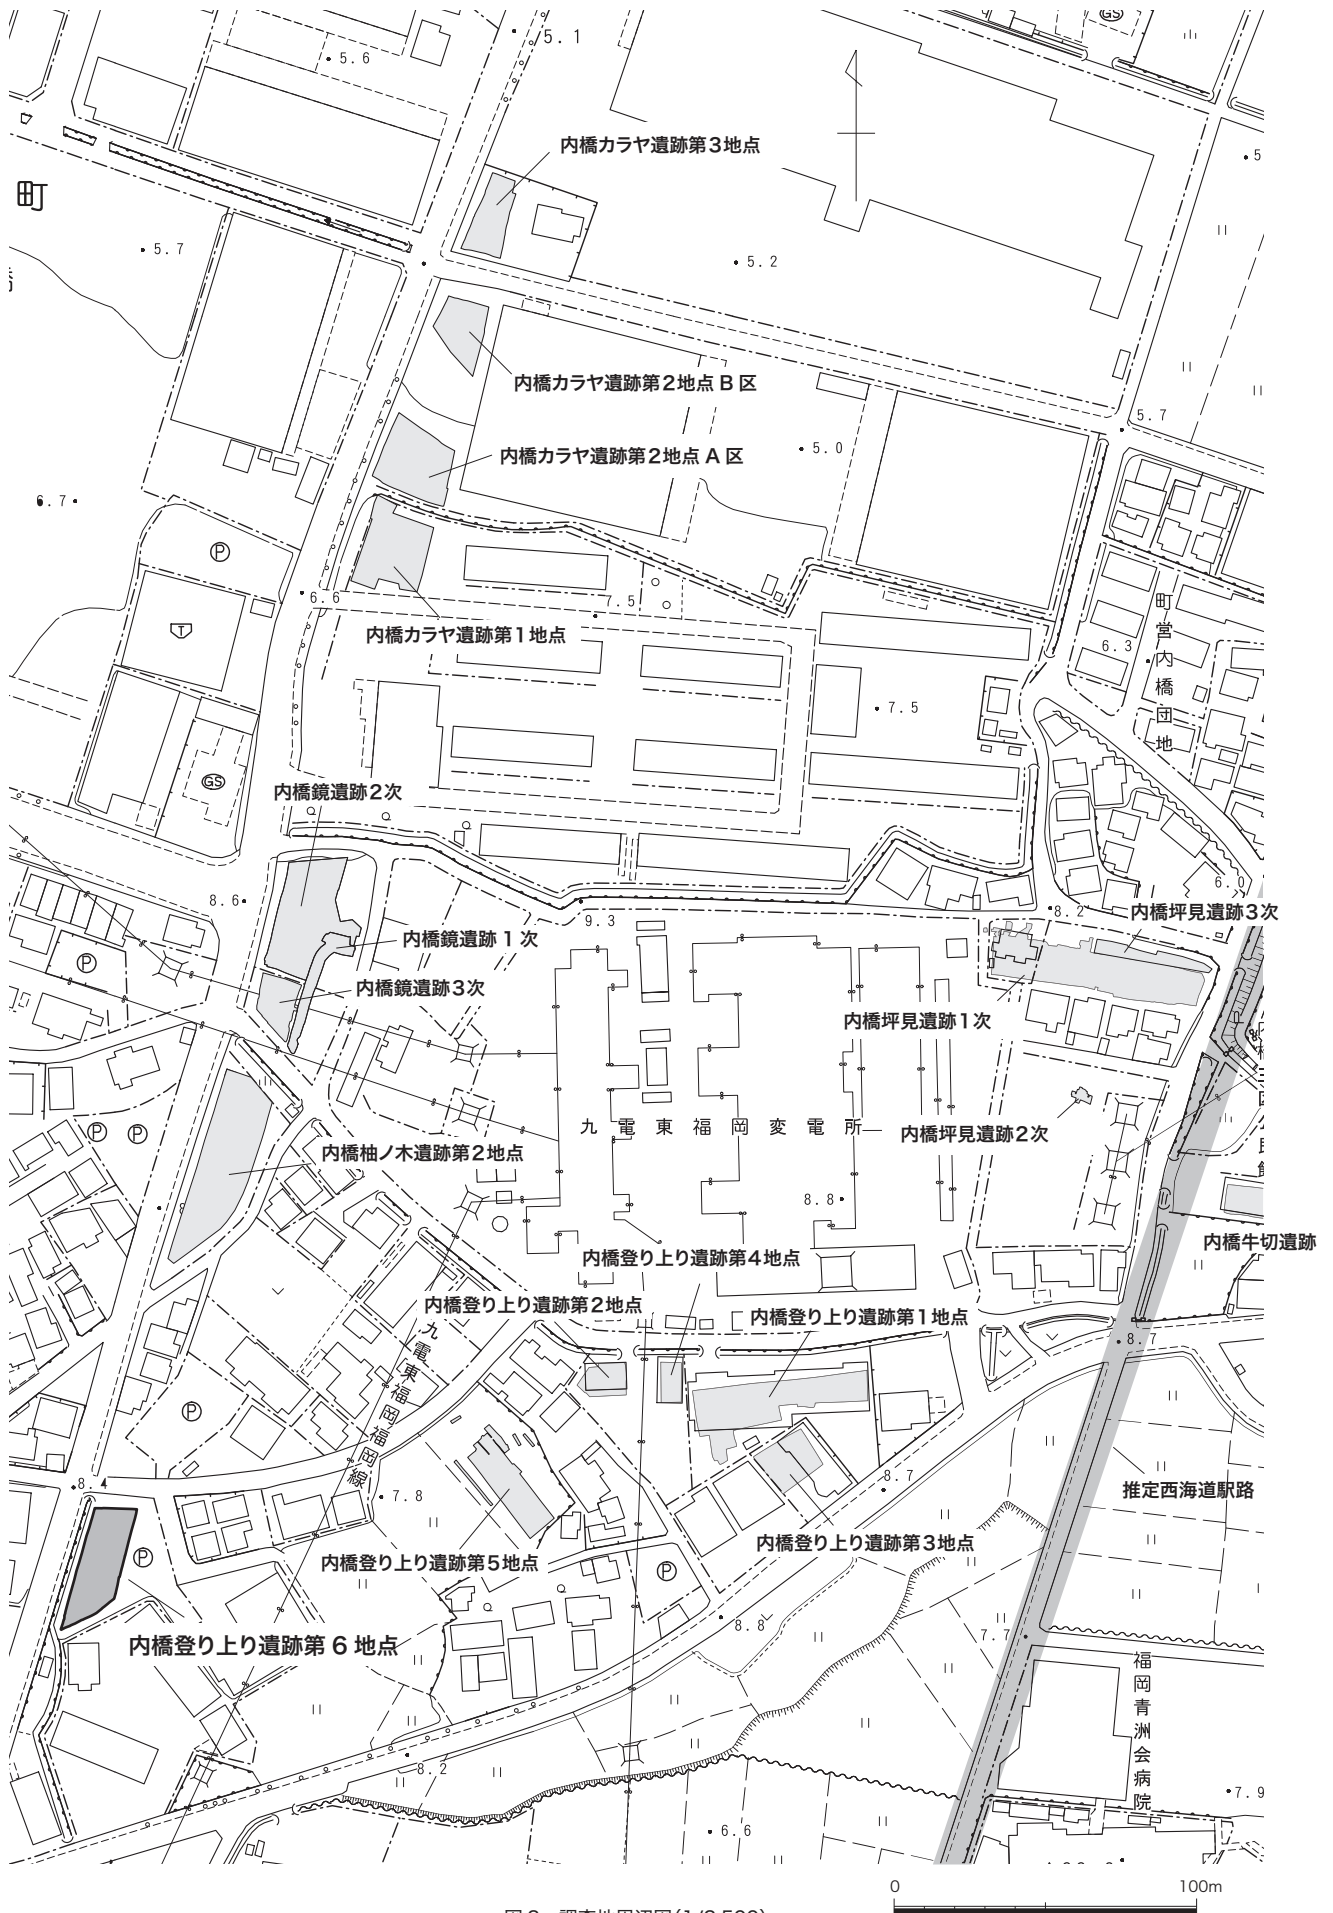 GS
5.1
5.6
内橋カラヤ遺跡第3地点
5
町
5.7
5.2
内橋カラヤ遺跡第2地点 B 区
5.7
内橋カラヤ遺跡第2地点 A 区
5.0
6.7
P
6.6
7.5
町営内橋団地
T
内橋カラヤ遺跡第1地点
6.3
7.5
GS
内橋鏡遺跡2次
6.0
8.6
8.2
内橋坪見遺跡3次
9.3
内橋鏡遺跡1次
P
内橋鏡遺跡3次
内橋坪見遺跡1次
九電東福岡変電所
内橋坪見遺跡2次
P
P
内橋柚ノ木遺跡第2地点
8.8
内橋牛切遺跡
内橋登り上り遺跡第4地点
内橋登り上り遺跡第2地点
内橋登り上り遺跡第1地点
九電東福岡福岡線
8.7
P
8.4
7.8
8.7
推定西海道駅路
内橋登り上り遺跡第3地点
P
内橋登り上り遺跡第5地点
P
8.8
7.7
内橋登り上り遺跡第 6 地点
福岡青洲会病院
8.2
7.9
6.6
0 100m